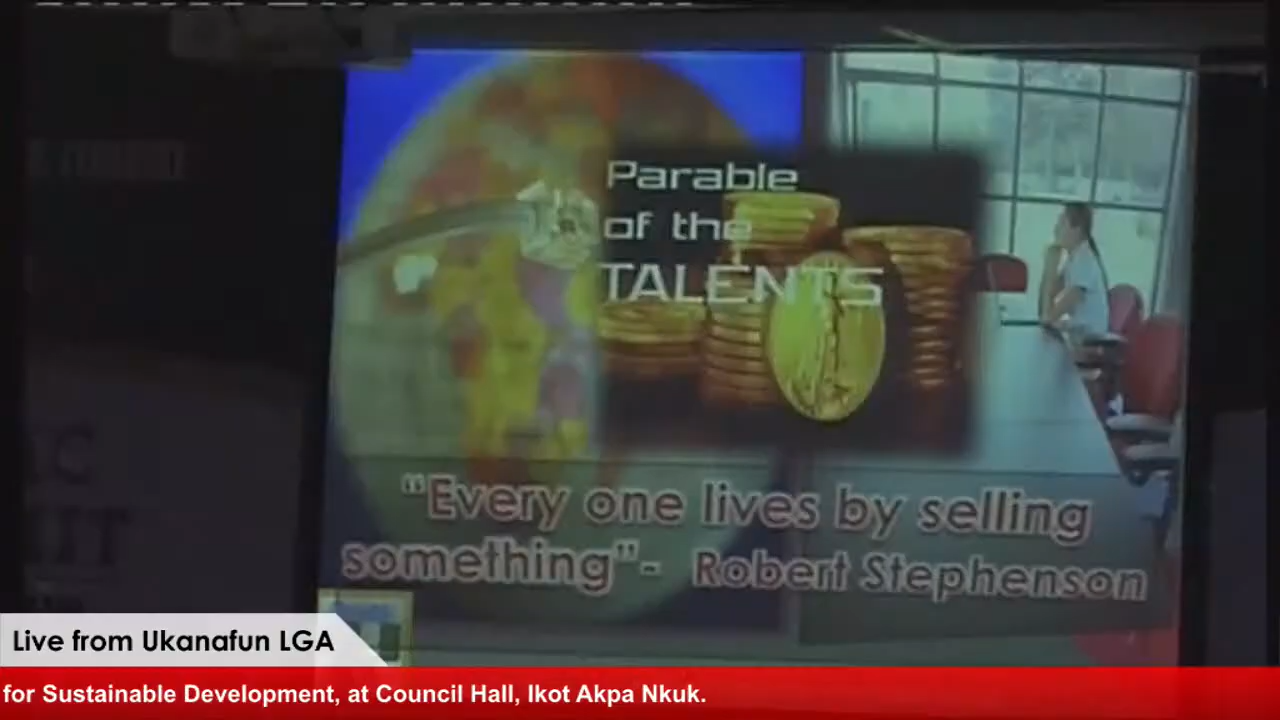 Parable
of the
TALENTS
“Every one lives by selling
something”- Robert Stephenson
Live from Ukanafun LGA
for Sustainable Development, at Council Hall, Ikot Akpa Nkuk.